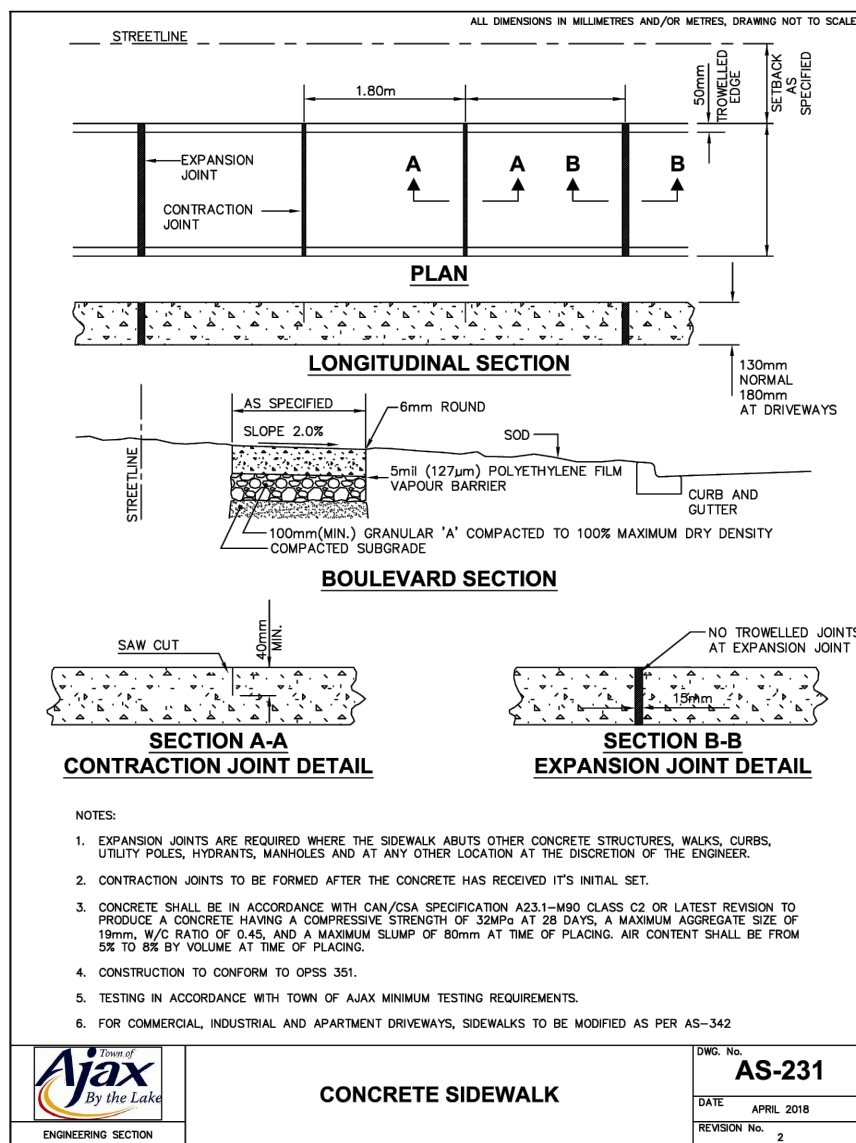 ALL DIMENSIONS IN MILLIMETRES AND/OR METRES, DRAWING NOT TO SCALE
STREETLINE
1.80m
50mm
TROWELLED
EDGE
SETBACK
AS
SPECIFIED
EXPANSION
JOINT
CONTRACTION
JOINT
A
A
B
B
PLAN
LONGITUDINAL SECTION
130mm
NORMAL
180mm
AT DRIVEWAYS
STREETLINE
AS SPECIFIED
SLOPE 2.0%
6mm ROUND
SOD
5mil (127µm) POLYETHYLENE FILM
VAPOUR BARRIER
CURB AND
GUTTER
100mm(MIN.) GRANULAR 'A' COMPACTED TO 100% MAXIMUM DRY DENSITY
COMPACTED SUBGRADE
BOULEVARD SECTION
SAW CUT
40mm
MIN.
SECTION A-A
CONTRACTION JOINT DETAIL
NO TROWELLED JOINTS
AT EXPANSION JOINT
15mm
SECTION B-B
EXPANSION JOINT DETAIL
NOTES:
1. EXPANSION JOINTS ARE REQUIRED WHERE THE SIDEWALK ABUTS OTHER CONCRETE STRUCTURES, WALKS, CURBS,
UTILITY POLES, HYDRANTS, MANHOLES AND AT ANY OTHER LOCATION AT THE DISCRETION OF THE ENGINEER.
2. CONTRACTION JOINTS TO BE FORMED AFTER THE CONCRETE HAS RECEIVED IT'S INITIAL SET.
3. CONCRETE SHALL BE IN ACCORDANCE WITH CAN/CSA SPECIFICATION A23.1-M90 CLASS C2 OR LATEST REVISION TO
PRODUCE A CONCRETE HAVING A COMPRESSIVE STRENGTH OF 32MPa AT 28 DAYS, A MAXIMUM AGGREGATE SIZE OF
19mm, W/C RATIO OF 0.45, AND A MAXIMUM SLUMP OF 80mm AT TIME OF PLACING. AIR CONTENT SHALL BE FROM
5% TO 8% BY VOLUME AT TIME OF PLACING.
4. CONSTRUCTION TO CONFORM TO OPSS 351.
5. TESTING IN ACCORDANCE WITH TOWN OF AJAX MINIMUM TESTING REQUIREMENTS.
6. FOR COMMERCIAL, INDUSTRIAL AND APARTMENT DRIVEWAYS, SIDEWALKS TO BE MODIFIED AS PER AS-342
Town of
Ajax
By the Lake
ENGINEERING SECTION
CONCRETE SIDEWALK
DWG. No.
AS-231
DATE
APRIL 2018
REVISION No.
2